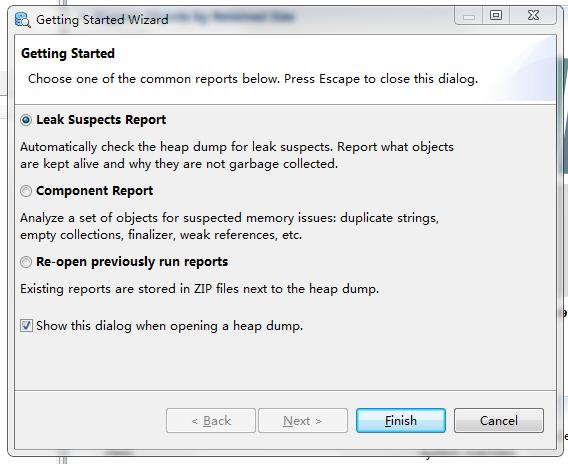 Getting Started Wizard
Getting Started
Choose one of the common reports below. Press Escape to close this dialog.
Leak Suspects Report
Automatically check the heap dump for leak suspects. Report what objects
are kept alive and why they are not garbage collected.
Component Report
Analyze a set of objects for suspected memory issues: duplicate strings,
empty collections, finalizer, weak references, etc.
Re-open previously run reports
Existing reports are stored in ZIP files next to the heap dump.
Show this dialog when opening a heap dump.
< Back
Next >
Finish
Cancel